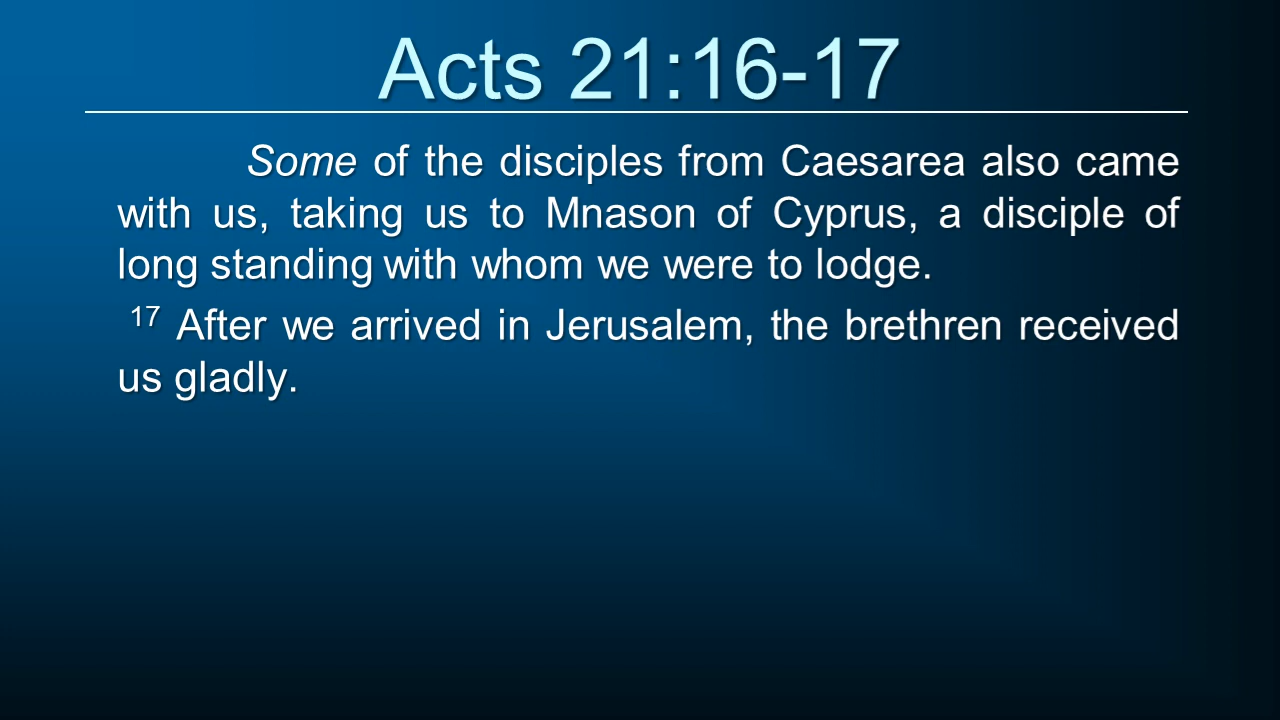 Acts 21:16-17
Some of the disciples from Caesarea also came
with us, taking us to Mnason of Cyprus, a disciple of
long standing with whom we were to lodge.
17 After we arrived in Jerusalem, the brethren received
us gladly.